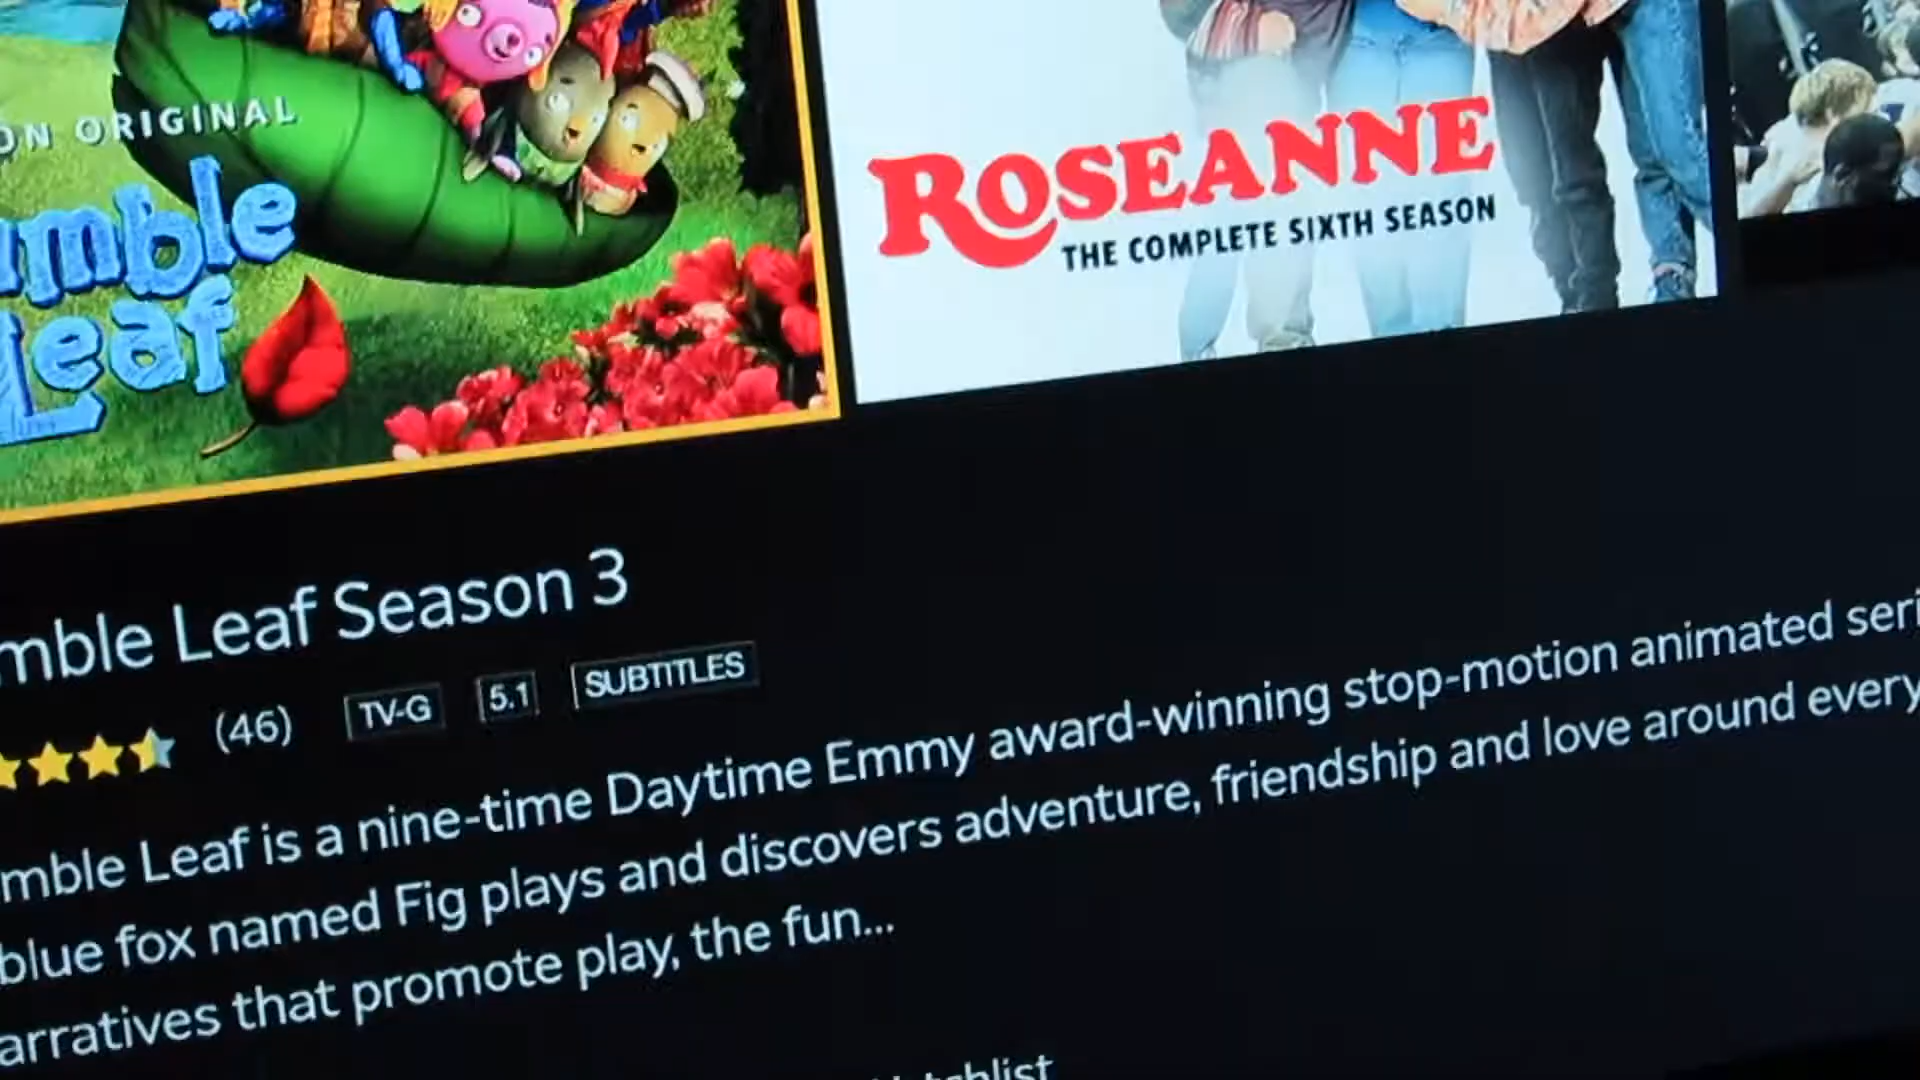 ON ORIGINAL
mble
Leaf
ROSEANNE
THE COMPLETE SIXTH SEASON
mble Leaf Season 3
(46) TV-G 5.1 SUBTITLES
mble Leaf is a nine-time Daytime Emmy award-winning stop-motion animated seri
blue fox named Fig plays and discovers adventure, friendship and love around every
arratives that promote play, the fun...
tchlist